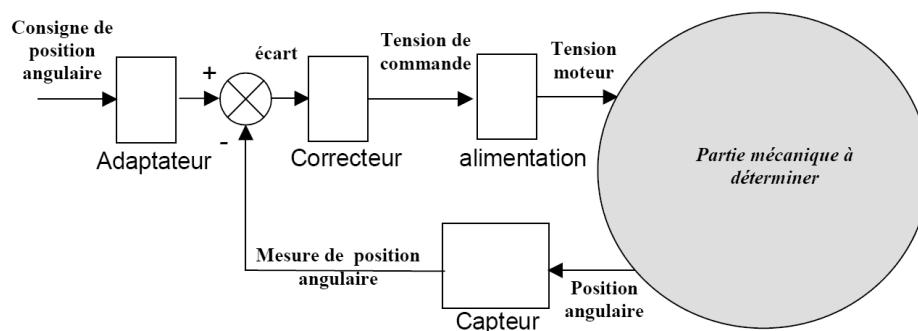 Consigne de
position
angulaire
+
-
écart
Tension de
commande
Tension
moteur
Adaptateur
Correcteur
alimentation
Partie mécanique à
déterminer
Mesure de position
angulaire
Capteur
Position
angulaire